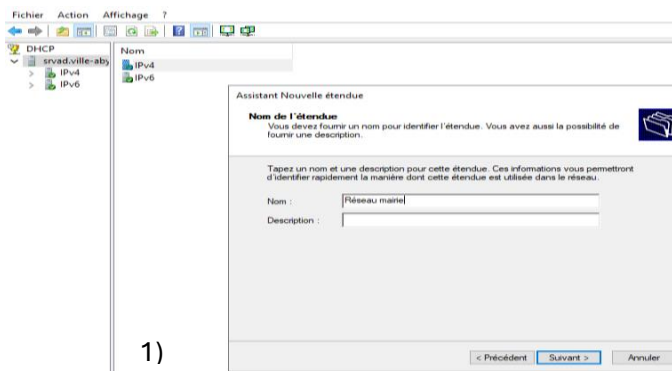 Fichier Action Affichage ?
DHCP
srvad.ville-aby
IPv4
IPv6
Nom
IPv4
IPv6
Assistant Nouvelle étendue
Nom de l'étendue
Vous devez fournir un nom pour identifier l'étendue. Vous avez aussi la possibilité de
fournir une description.
Tapez un nom et une description pour cette étendue. Ces informations vous permettront
d'identifier rapidement la manière dont cette étendue est utilisée dans le réseau.
Nom : Réseau mairie
Description :
1)
< Précédent Suivant > Annuler